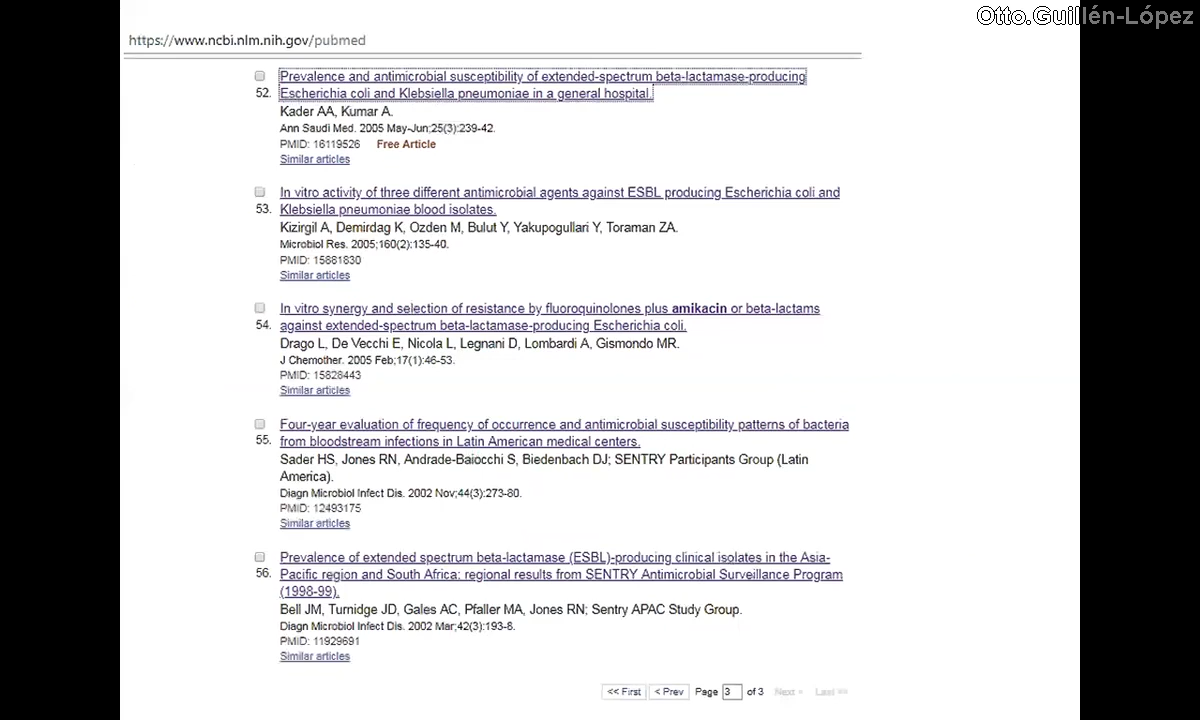 Otto.Guillén-López
https://www.ncbi.nlm.nih.gov/pubmed
Prevalence and antimicrobial susceptibility of extended-spectrum beta-lactamase-producing
52. Escherichia coli and Klebsiella pneumoniae in a general hospital.
Kader AA, Kumar A.
Ann Saudi Med. 2005 May-Jun;25(3):239-42.
PMID: 16119526 Free Article
Similar articles
In vitro activity of three different antimicrobial agents against ESBL producing Escherichia coli and
53. Klebsiella pneumoniae blood isolates.
Kizirgil A, Demirdag K, Ozden M, Bulut Y, Yakupogullari Y, Toraman ZA.
Microbiol Res. 2005;160(2):135-40.
PMID: 15881830
Similar articles
In vitro synergy and selection of resistance by fluoroquinolones plus amikacin or beta-lactams
54. against extended-spectrum beta-lactamase-producing Escherichia coli.
Drago L, De Vecchi E, Nicola L, Legnani D, Lombardi A, Gismondo MR.
J Chemother. 2005 Feb;17(1):46-53.
PMID: 15828443
Similar articles
Four-year evaluation of frequency of occurrence and antimicrobial susceptibility patterns of bacteria
55. from bloodstream infections in Latin American medical centers.
Sader HS, Jones RN, Andrade-Baiocchi S, Biedenbach DJ; SENTRY Participants Group (Latin
America).
Diagn Microbiol Infect Dis. 2002 Nov;44(3):273-80.
PMID: 12493175
Similar articles
Prevalence of extended spectrum beta-lactamase (ESBL)-producing clinical isolates in the Asia-
56. Pacific region and South Africa: regional results from SENTRY Antimicrobial Surveillance Program
(1998-99).
Bell JM, Turnidge JD, Gales AC, Pfaller MA, Jones RN; Sentry APAC Study Group.
Diagn Microbiol Infect Dis. 2002 Mar;42(3):193-8.
PMID: 11929691
Similar articles
<< First < Prev Page 3 of 3 Next > Last >>